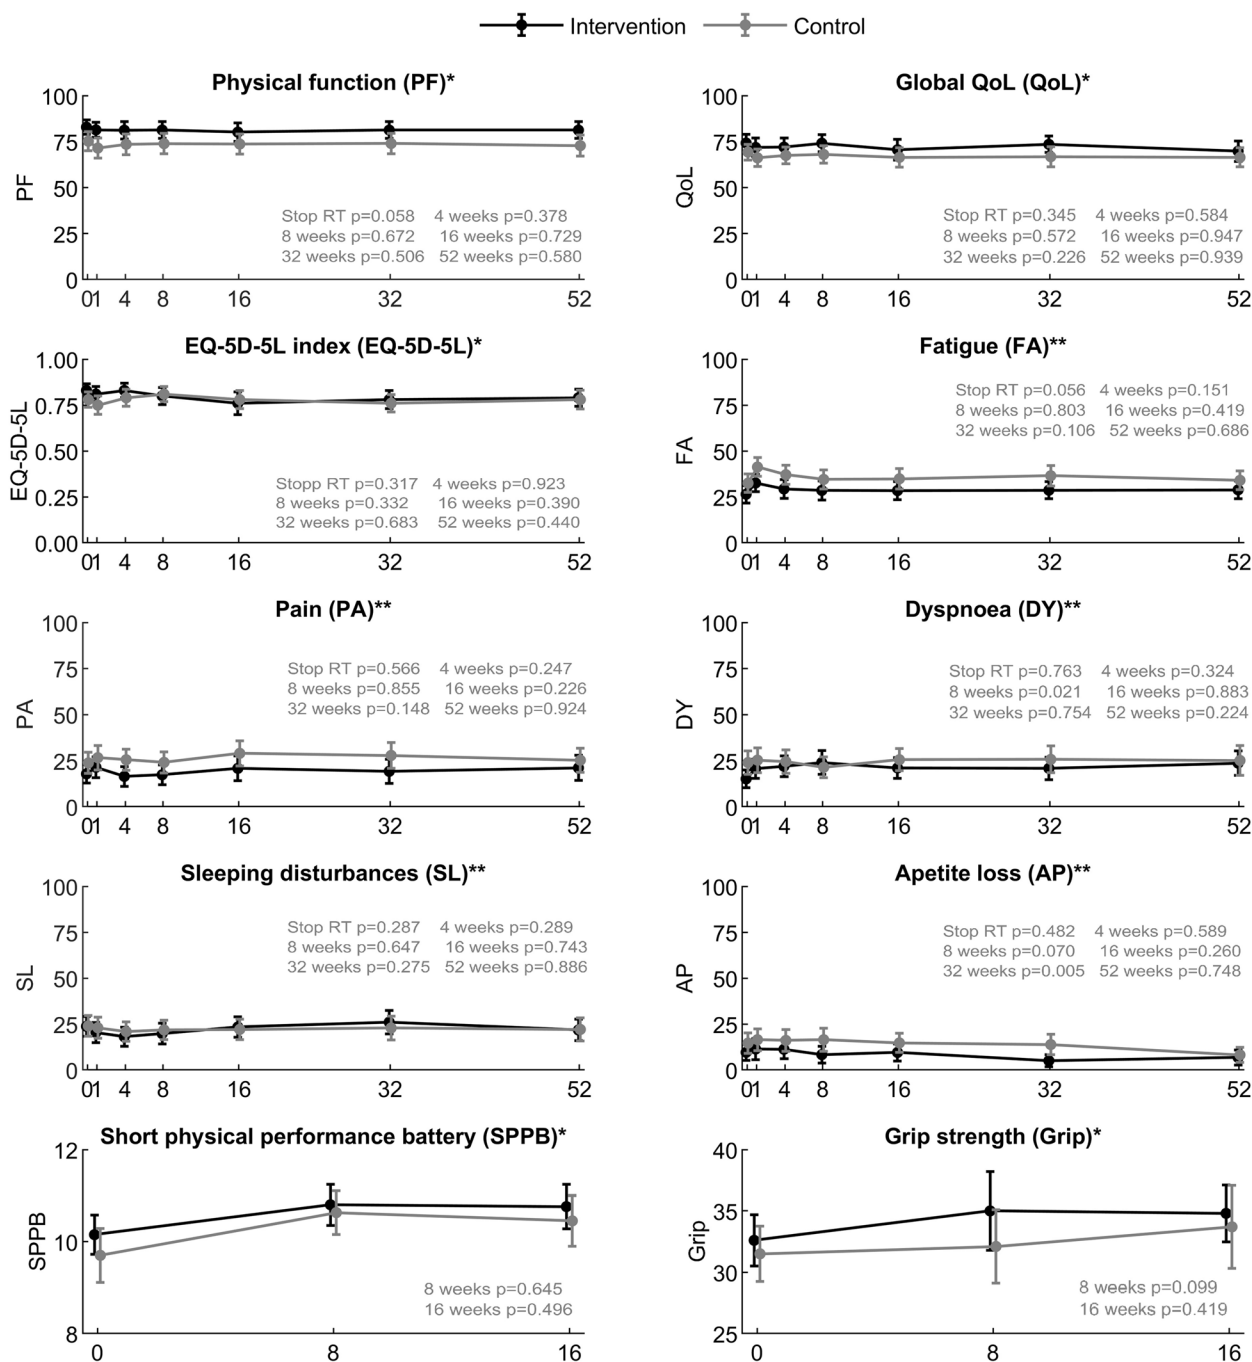 Intervention Control
Physical function (PF)*
100
75
50
25
0
PF
Stop RT p=0.058 4 weeks p=0.378
8 weeks p=0.672 16 weeks p=0.729
32 weeks p=0.506 52 weeks p=0.580
0 1 4 8 16 32 52
Global QoL (QoL)*
100
75
50
25
0
QoL
Stop RT p=0.345 4 weeks p=0.584
8 weeks p=0.572 16 weeks p=0.947
32 weeks p=0.226 52 weeks p=0.939
0 1 4 8 16 32 52
EQ-5D-5L index (EQ-5D-5L)*
1.00
0.75
0.50
0.25
0.00
EQ-5D-5L
Stopp RT p=0.317 4 weeks p=0.923
8 weeks p=0.332 16 weeks p=0.390
32 weeks p=0.683 52 weeks p=0.440
0 1 4 8 16 32 52
Fatigue (FA)**
100
75
50
25
0
FA
Stop RT p=0.056 4 weeks p=0.151
8 weeks p=0.803 16 weeks p=0.419
32 weeks p=0.106 52 weeks p=0.686
0 1 4 8 16 32 52
Pain (PA)**
100
75
50
25
0
PA
Stop RT p=0.566 4 weeks p=0.247
8 weeks p=0.855 16 weeks p=0.226
32 weeks p=0.148 52 weeks p=0.924
0 1 4 8 16 32 52
Dyspnoea (DY)**
100
75
50
25
0
DY
Stop RT p=0.763 4 weeks p=0.324
8 weeks p=0.021 16 weeks p=0.883
32 weeks p=0.754 52 weeks p=0.224
0 1 4 8 16 32 52
Sleeping disturbances (SL)**
100
75
50
25
0
SL
Stop RT p=0.287 4 weeks p=0.289
8 weeks p=0.647 16 weeks p=0.743
32 weeks p=0.275 52 weeks p=0.886
0 1 4 8 16 32 52
Apetite loss (AP)**
100
75
50
25
0
AP
Stop RT p=0.482 4 weeks p=0.589
8 weeks p=0.070 16 weeks p=0.260
32 weeks p=0.005 52 weeks p=0.748
0 1 4 8 16 32 52
Short physical performance battery (SPPB)*
12
10
8
SPPB
8 weeks p=0.645
16 weeks p=0.496
0 8 16
Grip strength (Grip)*
40
35
30
25
Grip
8 weeks p=0.099
16 weeks p=0.419
0 8 16